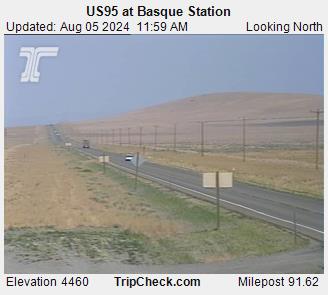 US95 at Basque Station
Updated: Aug 05 2024 11:59 AM Looking North
Elevation 4460 TripCheck.com Milepost 91.62